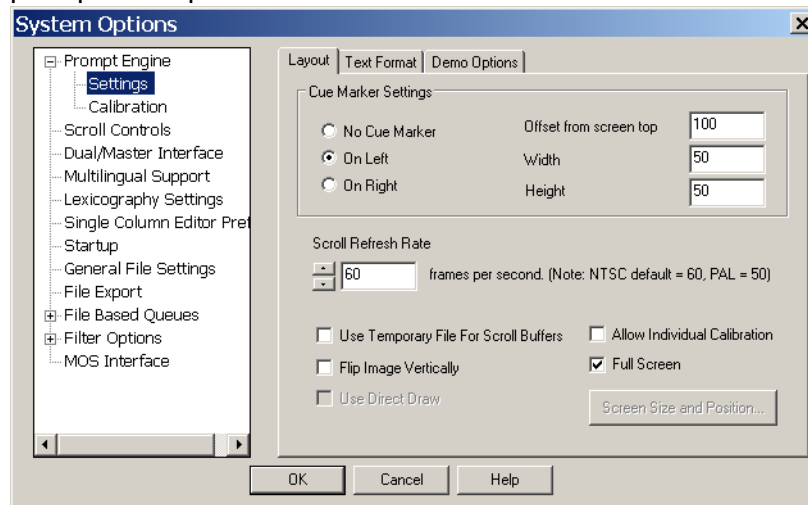 System Options
Prompt Engine
Settings
Calibration
Scroll Controls
Dual/Master Interface
Multilingual Support
Lexicography Settings
Single Column Editor Pref
Startup
General File Settings
File Export
File Based Queues
Filter Options
MOS Interface
Layout Text Format Demo Options
Cue Marker Settings
No Cue Marker Offset from screen top 100
On Left Width 50
On Right Height 50
Scroll Refresh Rate
60 frames per second. (Note: NTSC default = 60, PAL = 50)
Use Temporary File For Scroll Buffers Allow Individual Calibration
Flip Image Vertically Full Screen
Use Direct Draw Screen Size and Position...
OK Cancel Help